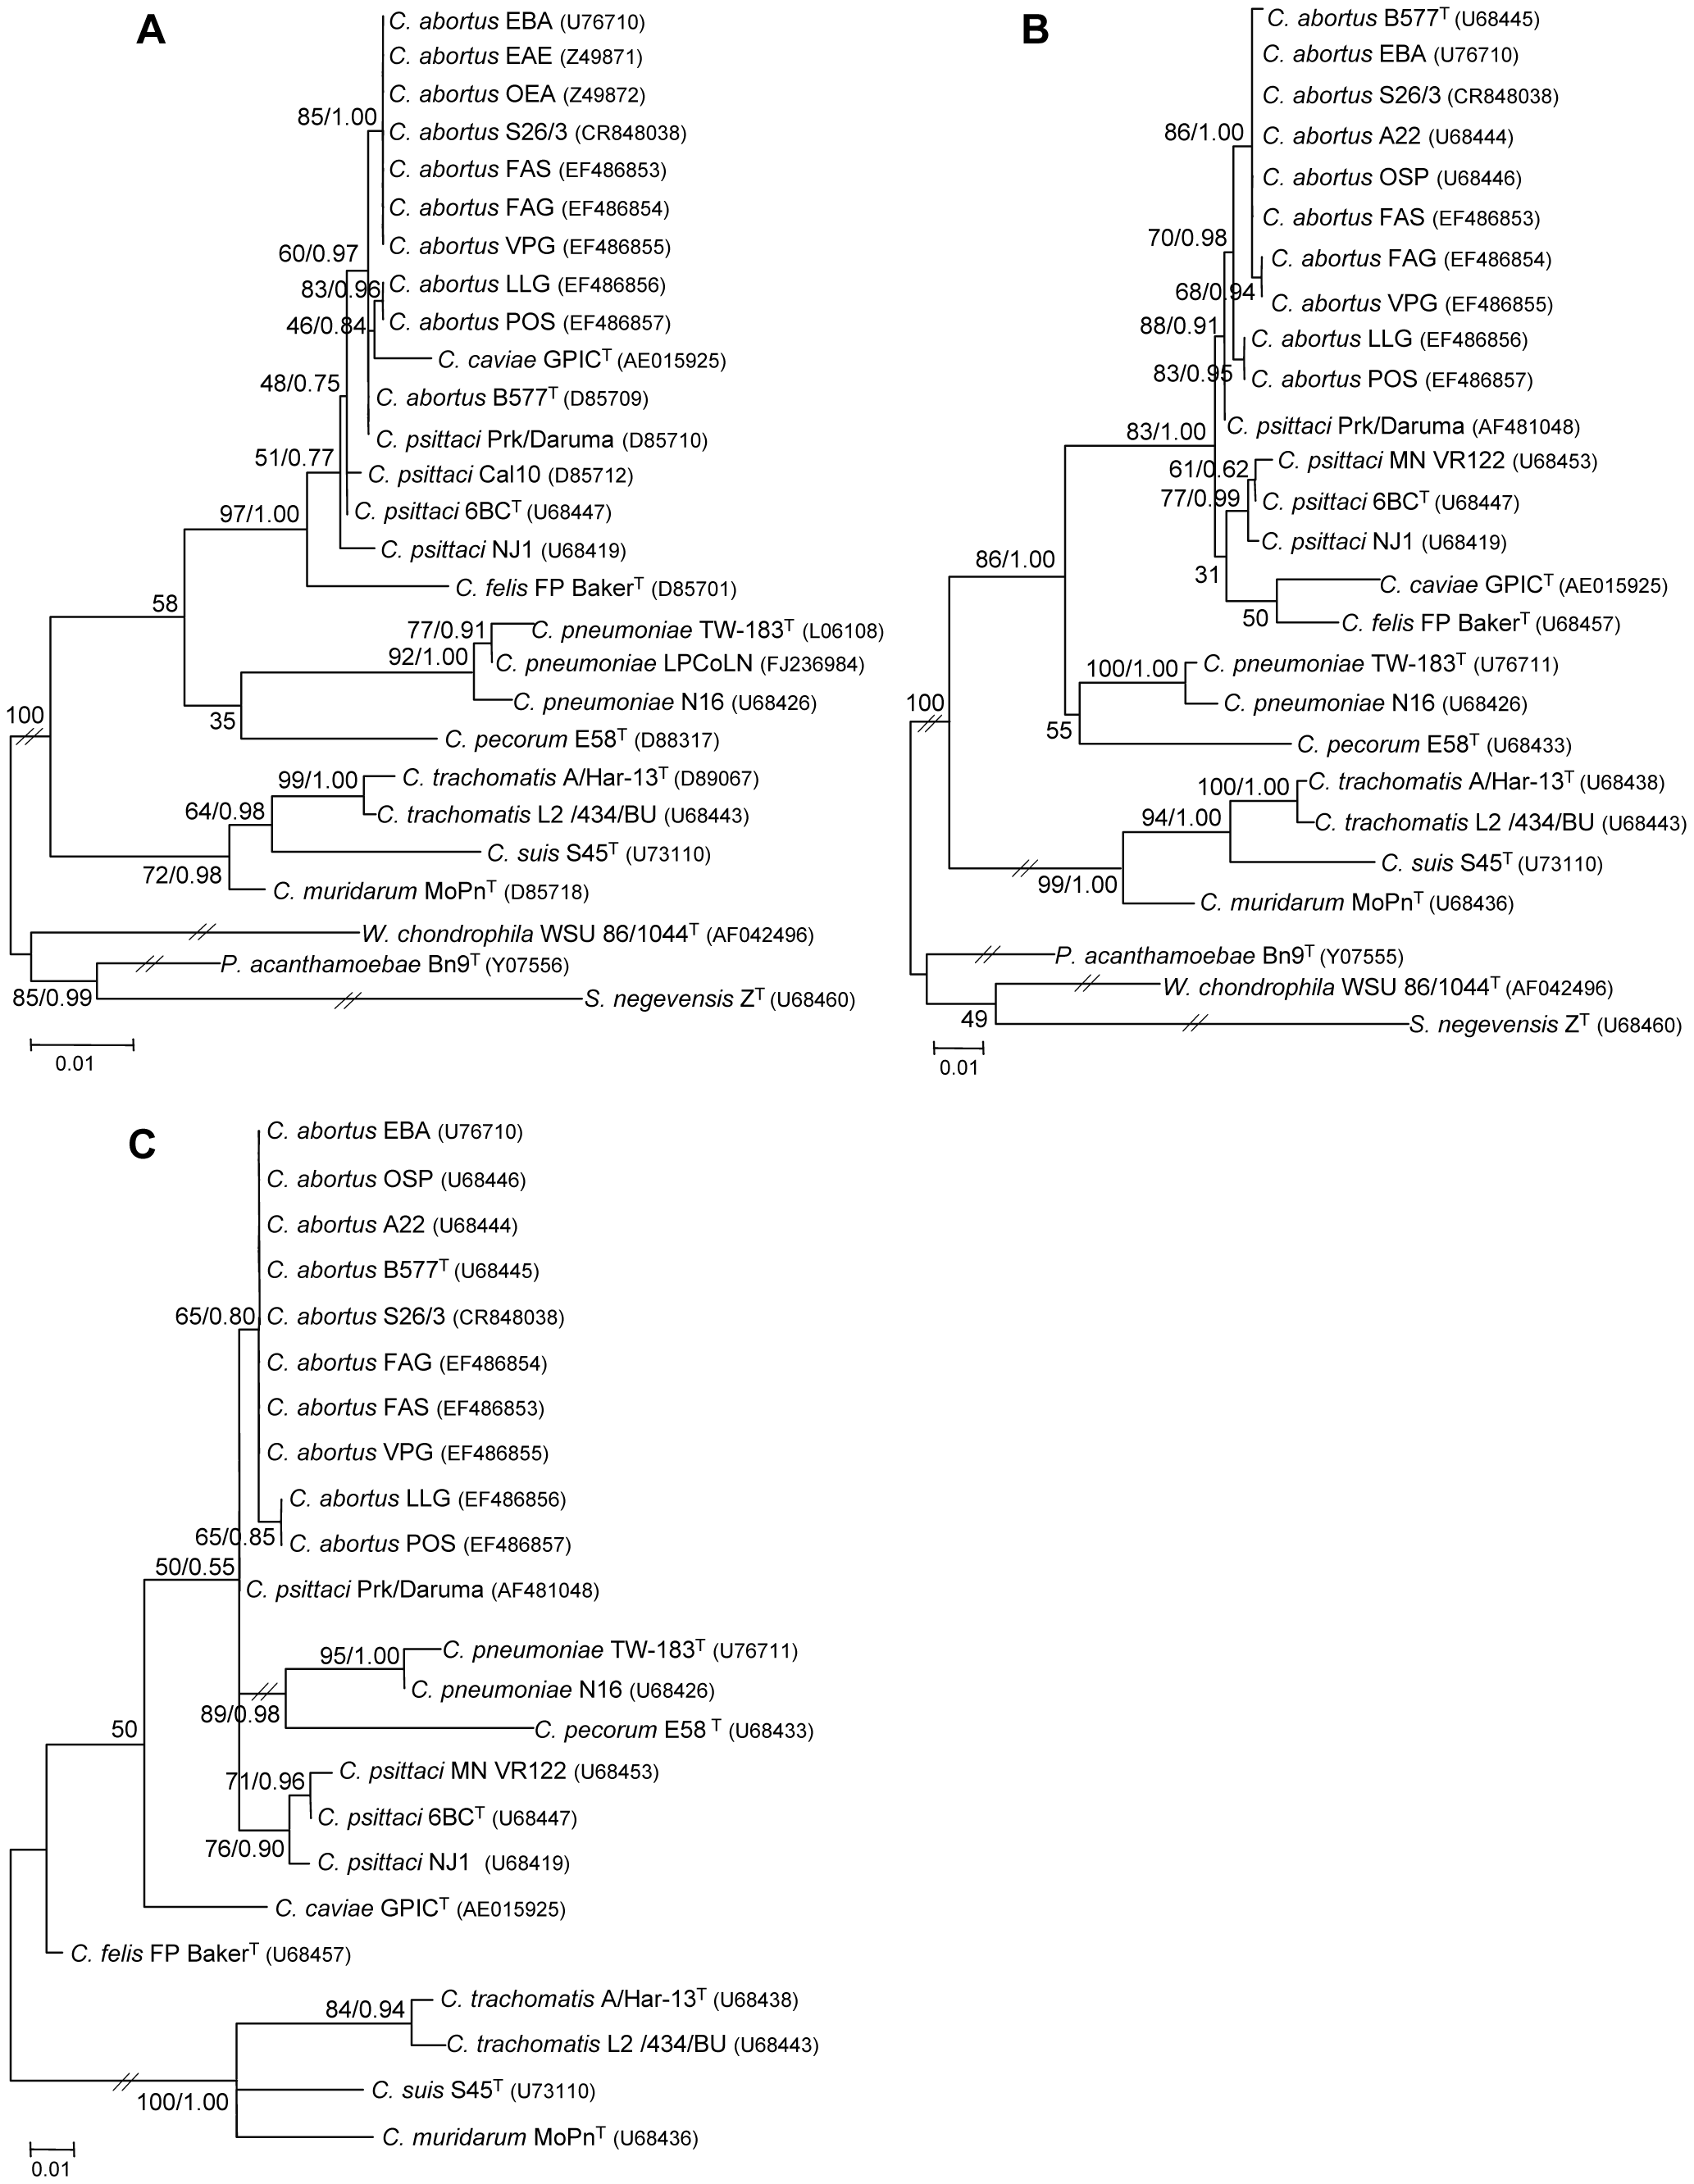 A
C. abortus EBA (U76710)
C. abortus EAE (Z49871)
C. abortus OEA (Z49872)
85/1.00
C. abortus S26/3 (CR848038)
C. abortus FAS (EF486853)
C. abortus FAG (EF486854)
C. abortus VPG (EF486855)
60/0.97
83/0.96
C. abortus LLG (EF486856)
46/0.84
C. abortus POS (EF486857)
C. caviae GPICT (AE015925)
48/0.75
C. abortus B577T (D85709)
C. psittaci Prk/Daruma (D85710)
51/0.77
C. psittaci Cal10 (D85712)
97/1.00
C. psittaci 6BCT (U68447)
C. psittaci NJ1 (U68419)
C. felis FP BakerT (D85701)
58
77/0.91
C. pneumoniae TW-183T (L06108)
92/1.00
C. pneumoniae LPCoLN (FJ236984)
C. pneumoniae N16 (U68426)
35
100
C. pecorum E58T (D88317)
99/1.00
C. trachomatis A/Har-13T (D89067)
64/0.98
C. trachomatis L2 /434/BU (U68443)
C. suis S45T (U73110)
72/0.98
C. muridarum MoPnT (D85718)
W. chondrophila WSU 86/1044T (AF042496)
P. acanthamoebae Bn9T (Y07556)
85/0.99
S. negevensis ZT (U68460)
0.01
B
C. abortus B577T (U68445)
C. abortus EBA (U76710)
C. abortus S26/3 (CR848038)
86/1.00
C. abortus A22 (U68444)
C. abortus OSP (U68446)
C. abortus FAS (EF486853)
70/0.98
C. abortus FAG (EF486854)
68/0.94
C. abortus VPG (EF486855)
88/0.91
C. abortus LLG (EF486856)
83/0.95
C. abortus POS (EF486857)
83/1.00
C. psittaci Prk/Daruma (AF481048)
61/0.62
C. psittaci MN VR122 (U68453)
77/0.99
C. psittaci 6BCT (U68447)
C. psittaci NJ1 (U68419)
86/1.00
31
C. caviae GPICT (AE015925)
50
C. felis FP BakerT (U68457)
100/1.00
C. pneumoniae TW-183T (U76711)
C. pneumoniae N16 (U68426)
100
55
C. pecorum E58T (U68433)
100/1.00
C. trachomatis A/Har-13T (U68438)
94/1.00
C. trachomatis L2 /434/BU (U68443)
C. suis S45T (U73110)
99/1.00
C. muridarum MoPnT (U68436)
P. acanthamoebae Bn9T (Y07555)
W. chondrophila WSU 86/1044T (AF042496)
49
S. negevensis ZT (U68460)
0.01
C
C. abortus EBA (U76710)
C. abortus OSP (U68446)
C. abortus A22 (U68444)
C. abortus B577T (U68445)
65/0.80
C. abortus S26/3 (CR848038)
C. abortus FAG (EF486854)
C. abortus FAS (EF486853)
C. abortus VPG (EF486855)
C. abortus LLG (EF486856)
65/0.85
C. abortus POS (EF486857)
50/0.55
C. psittaci Prk/Daruma (AF481048)
95/1.00
C. pneumoniae TW-183T (U76711)
C. pneumoniae N16 (U68426)
89/0.98
C. pecorum E58 T (U68433)
50
71/0.96
C. psittaci MN VR122 (U68453)
C. psittaci 6BCT (U68447)
76/0.90
C. psittaci NJ1 (U68419)
C. caviae GPICT (AE015925)
C. felis FP BakerT (U68457)
84/0.94
C. trachomatis A/Har-13T (U68438)
C. trachomatis L2 /434/BU (U68443)
C. suis S45T (U73110)
100/1.00
C. muridarum MoPnT (U68436)
0.01